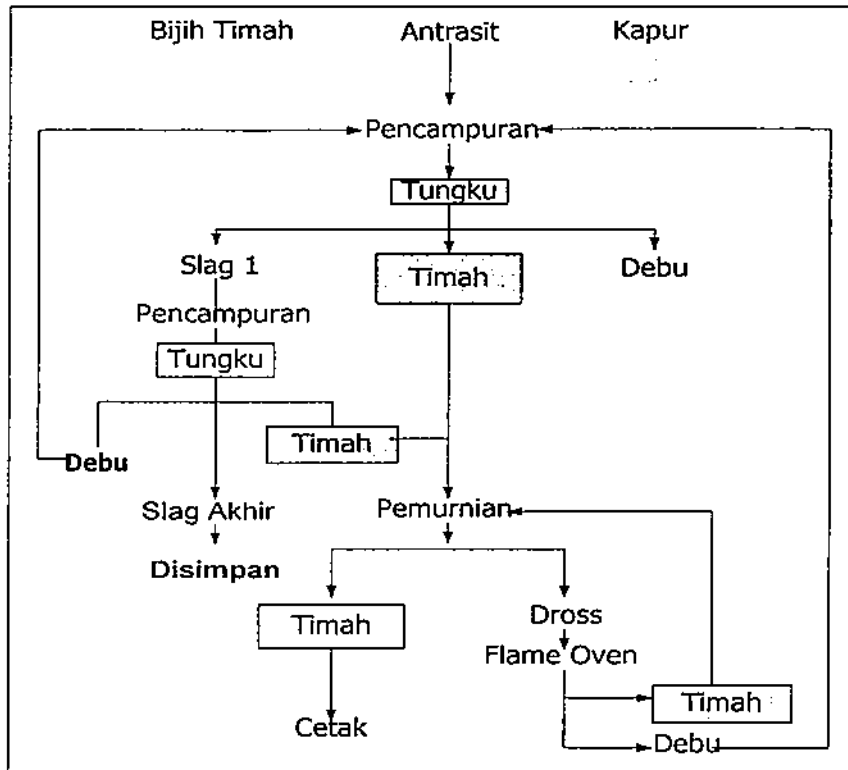 Bijih Timah Antrasit Kapur
Pencampuran
Tungku
Slag 1 Timah Debu
Pencampuran
Tungku
Timah
Debu
Slag Akhir Pemurnian
Disimpan
Timah Dross
Flame Oven
Timah
Cetak Debu